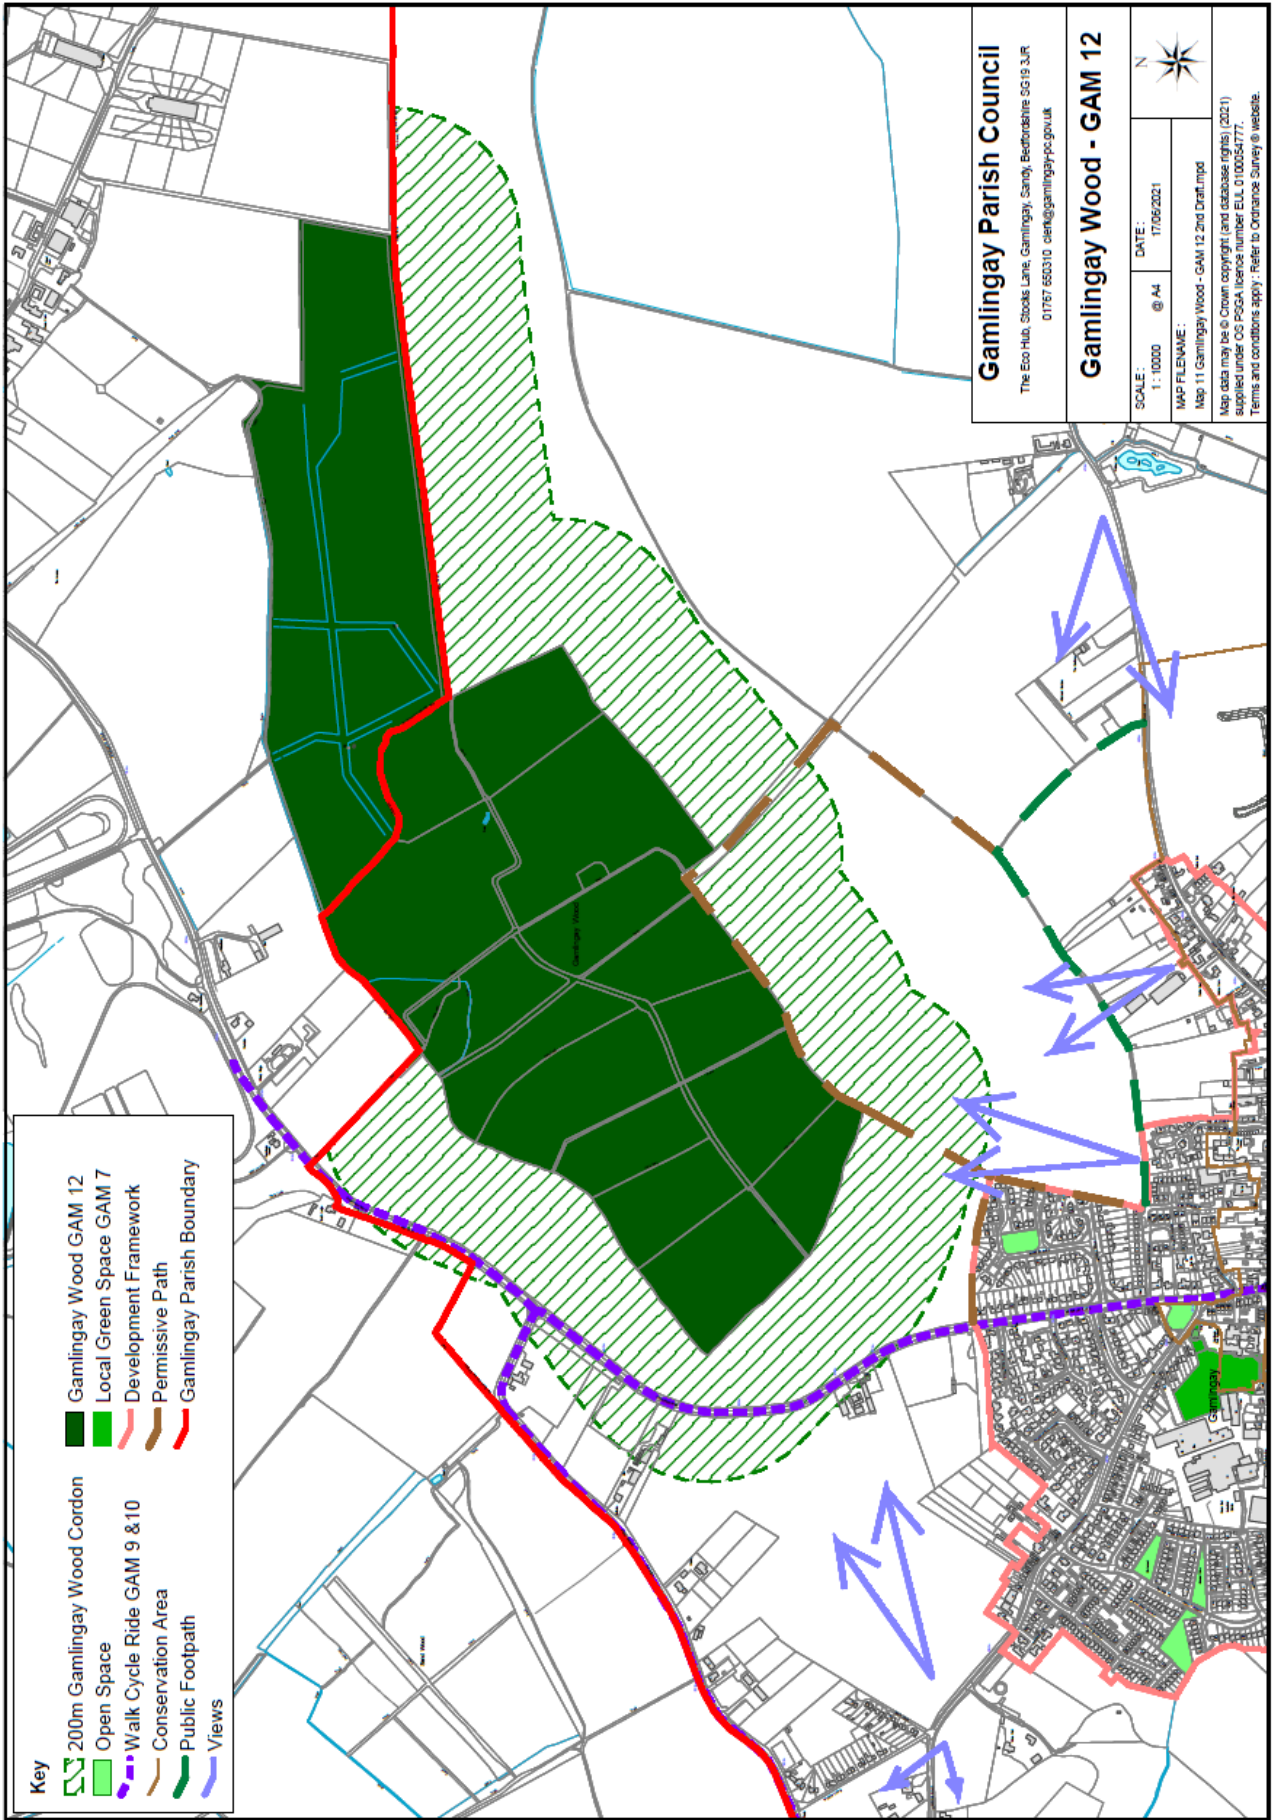 Key
200m Gamlingay Wood Cordon
Open Space
Walk Cycle Ride GAM 9 &10
Conservation Area
Public Footpath
Views
Gamlingay Wood GAM 12
Local Green Space GAM 7
Development Framework
Permissive Path
Gamlingay Parish Boundary
Gamlingay Wood
Gamlingay
Gamlingay Parish Council
The Eco Hub, Stocks Lane, Gamlingay, Sandy, Bedfordshire SG19 3JR
01767 650310 clerk@gamlingay-pc.gov.uk
Gamlingay Wood - GAM 12
SCALE :
1 : 10000 @ A4
DATE :
17/06/2021
N
MAP FILENAME :
Map 11 Gamlingay Wood - GAM 12 2nd Draft.mpd
Map data may be © Crown copyright (and database rights) (2021)
supplied under OS PSGA licence number EUL 0100054777.
Terms and conditions apply : Refer to Ordnance Survey ® website.